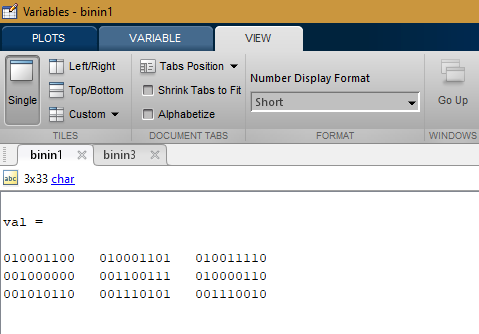 Variables - binin1
PLOTS VARIABLE VIEW
Single
Left/Right
Top/Bottom
Custom
TILES
Tabs Position
Shrink Tabs to Fit
Alphabetize
DOCUMENT TABS
Number Display Format
Short
FORMAT
Go Up
WINDOWS
binin1 binin3
abc 3x33 char
val =
010001100 010001101 010011110
001000000 001100111 010000110
001010110 001110101 001110010